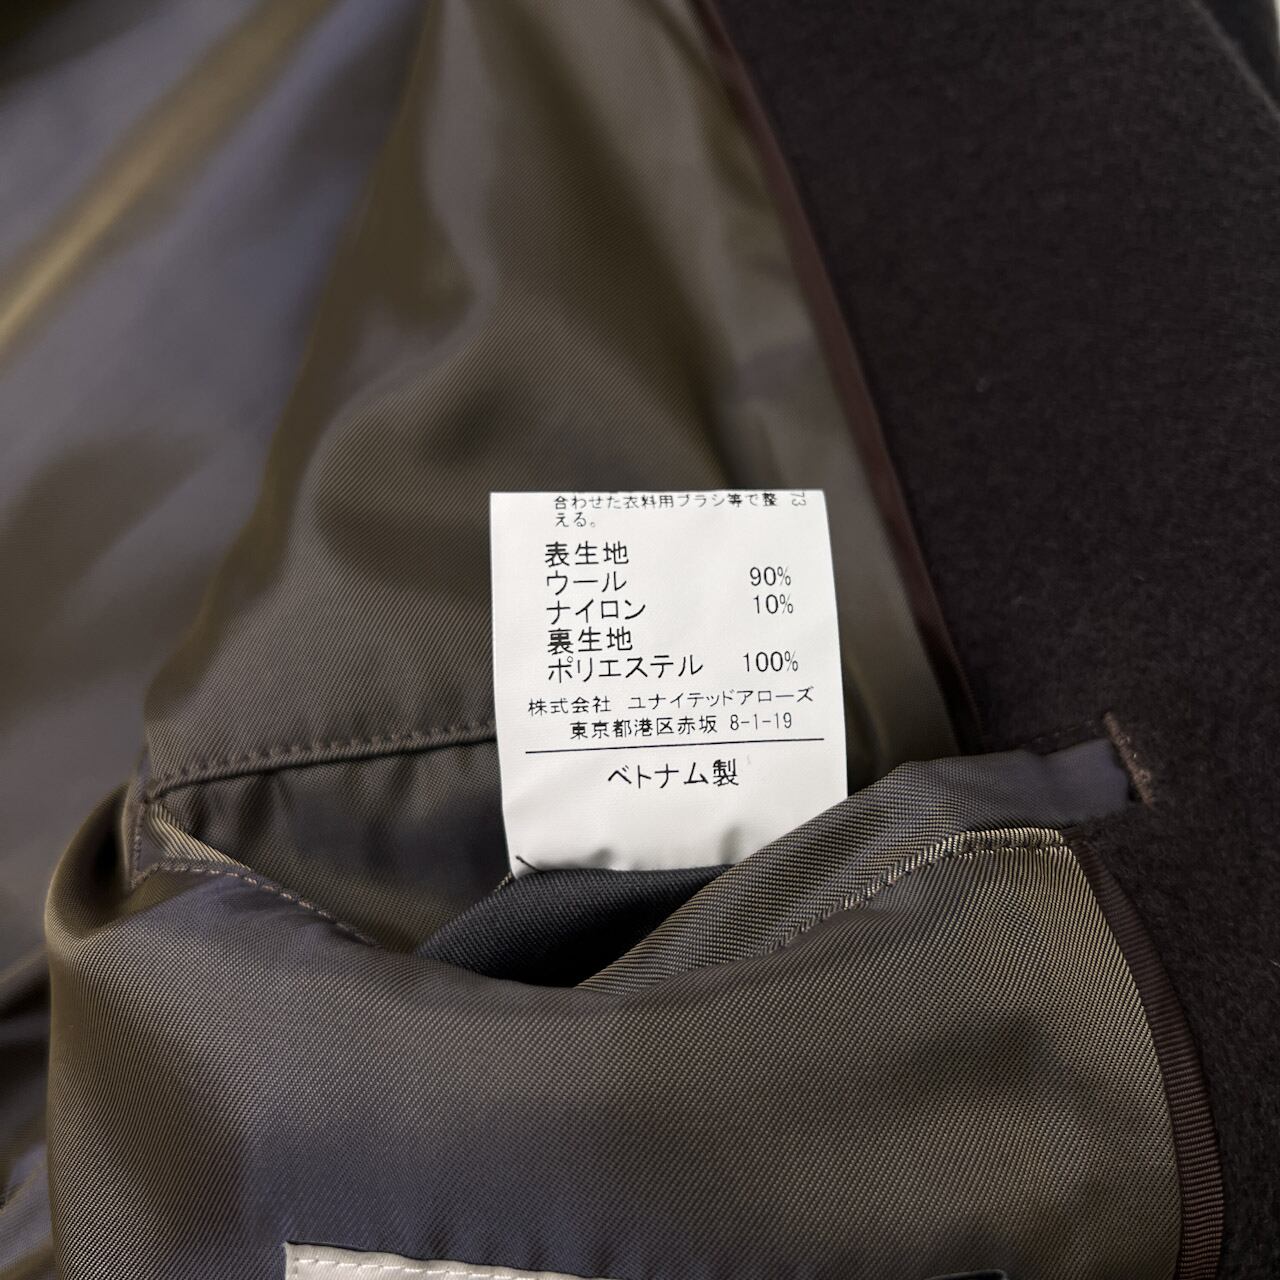 合わせた衣料用ブラシ等で整
える。
73
表生地
ウール 90%
ナイロン 10%
裏生地
ポリエステル 100%
株式会社 ユナイテッドアローズ
東京都港区赤坂 8-1-19
ベトナム製